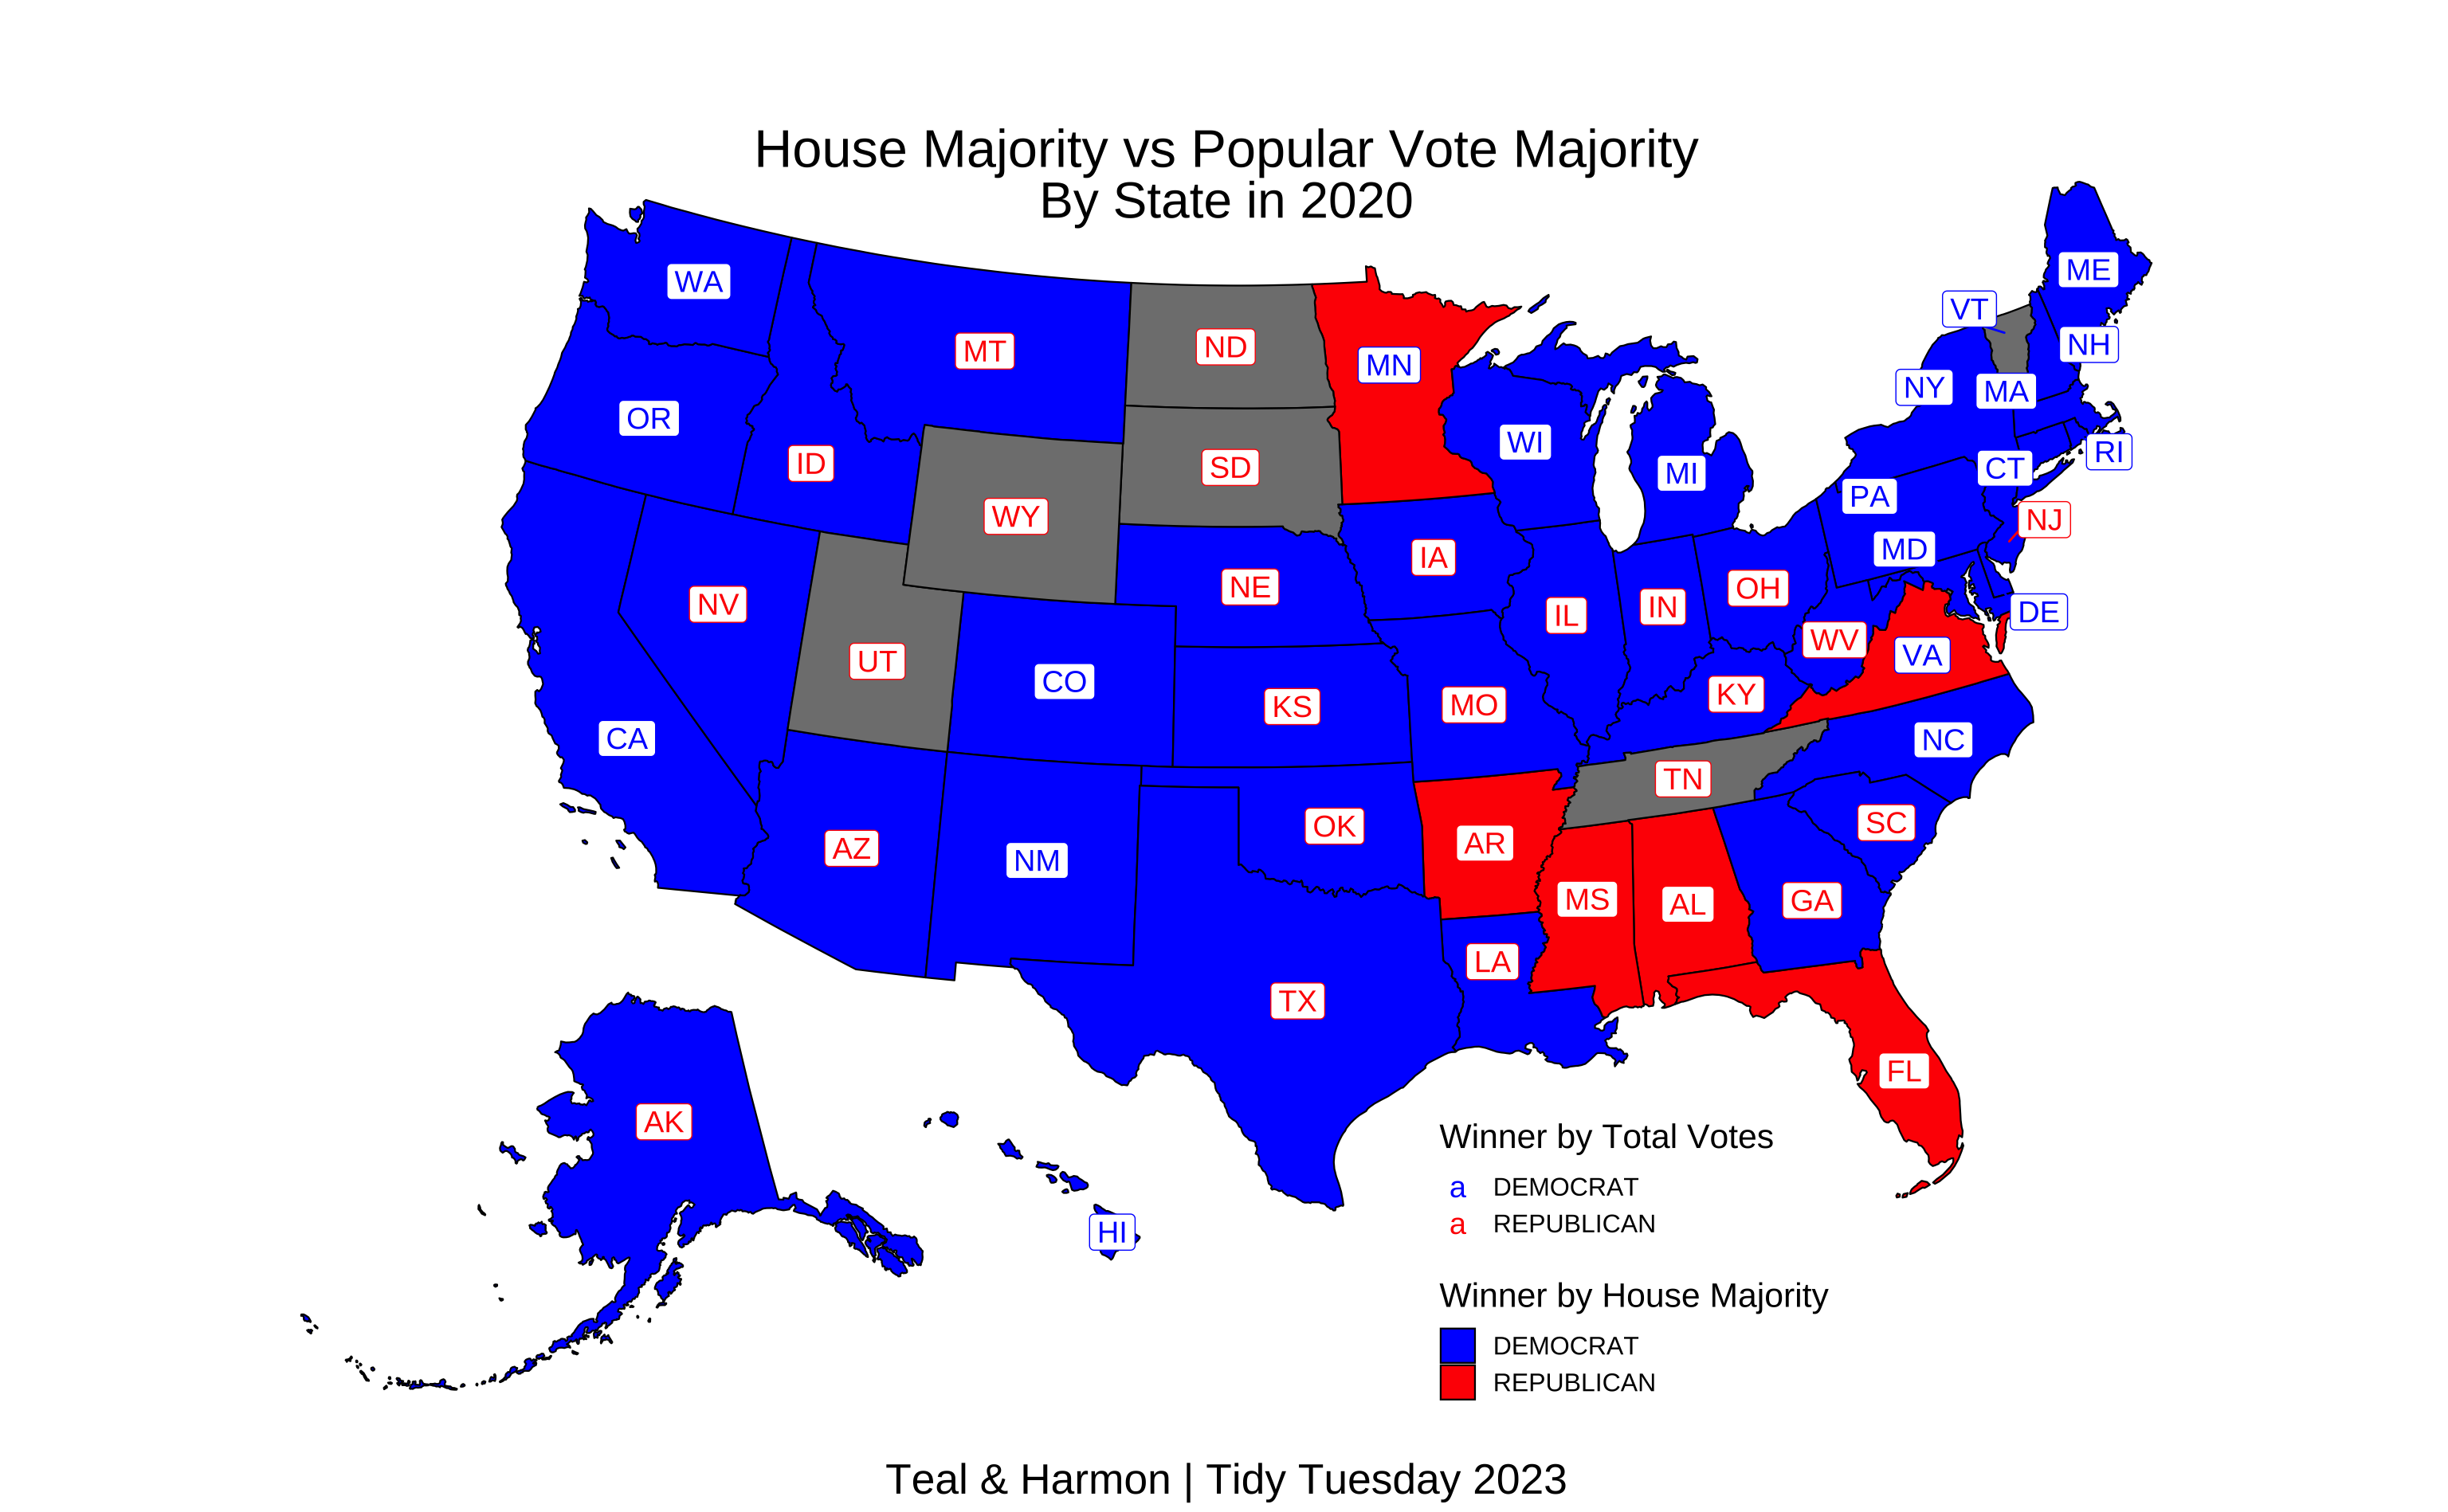 House Majority vs Popular Vote Majority
By State in 2020
WA
MT
ND
MN
ME
VT
NH
OR
ID
SD
WI
MI
NY
MA
RI
WY
CT
PA
NJ
NE
IA
MD
NV
IL
IN
OH
DE
UT
CO
KS
MO
KY
WV
VA
CA
NC
TN
AZ
NM
OK
AR
SC
MS
AL
GA
LA
TX
FL
AK
HI
Winner by Total Votes
a DEMOCRAT
a REPUBLICAN
Winner by House Majority
DEMOCRAT
REPUBLICAN
Teal & Harmon | Tidy Tuesday 2023